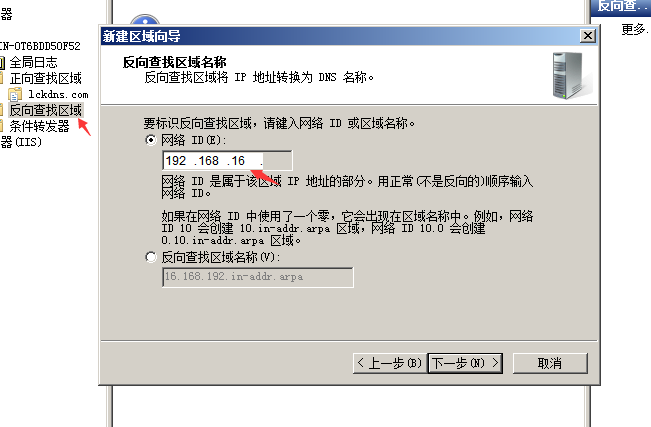 器
IN-OT6BDD50F52
全局日志
正向查找区域
lckdns.com
反向查找区域
条件转发器
器(IIS)
新建区域向导
反向查找区域名称
反向查找区域将 IP 地址转换为 DNS 名称。
要标识反向查找区域，请键入网络 ID 或区域名称。
网络 ID(E):
192 .168 .16 .
网络 ID 是属于该区域 IP 地址的部分。用正常(不是反向的)顺序输入
网络 ID。
如果在网络 ID 中使用了一个零，它会出现在区域名称中。例如，网络
ID 10 会创建 10.in-addr.arpa 区域，网络 ID 10.0 会创建
0.10.in-addr.arpa 区域。
反向查找区域名称(V):
16.168.192.in-addr.arpa
< 上一步(B)
下一步(N) >
取消
反向查..
更多.